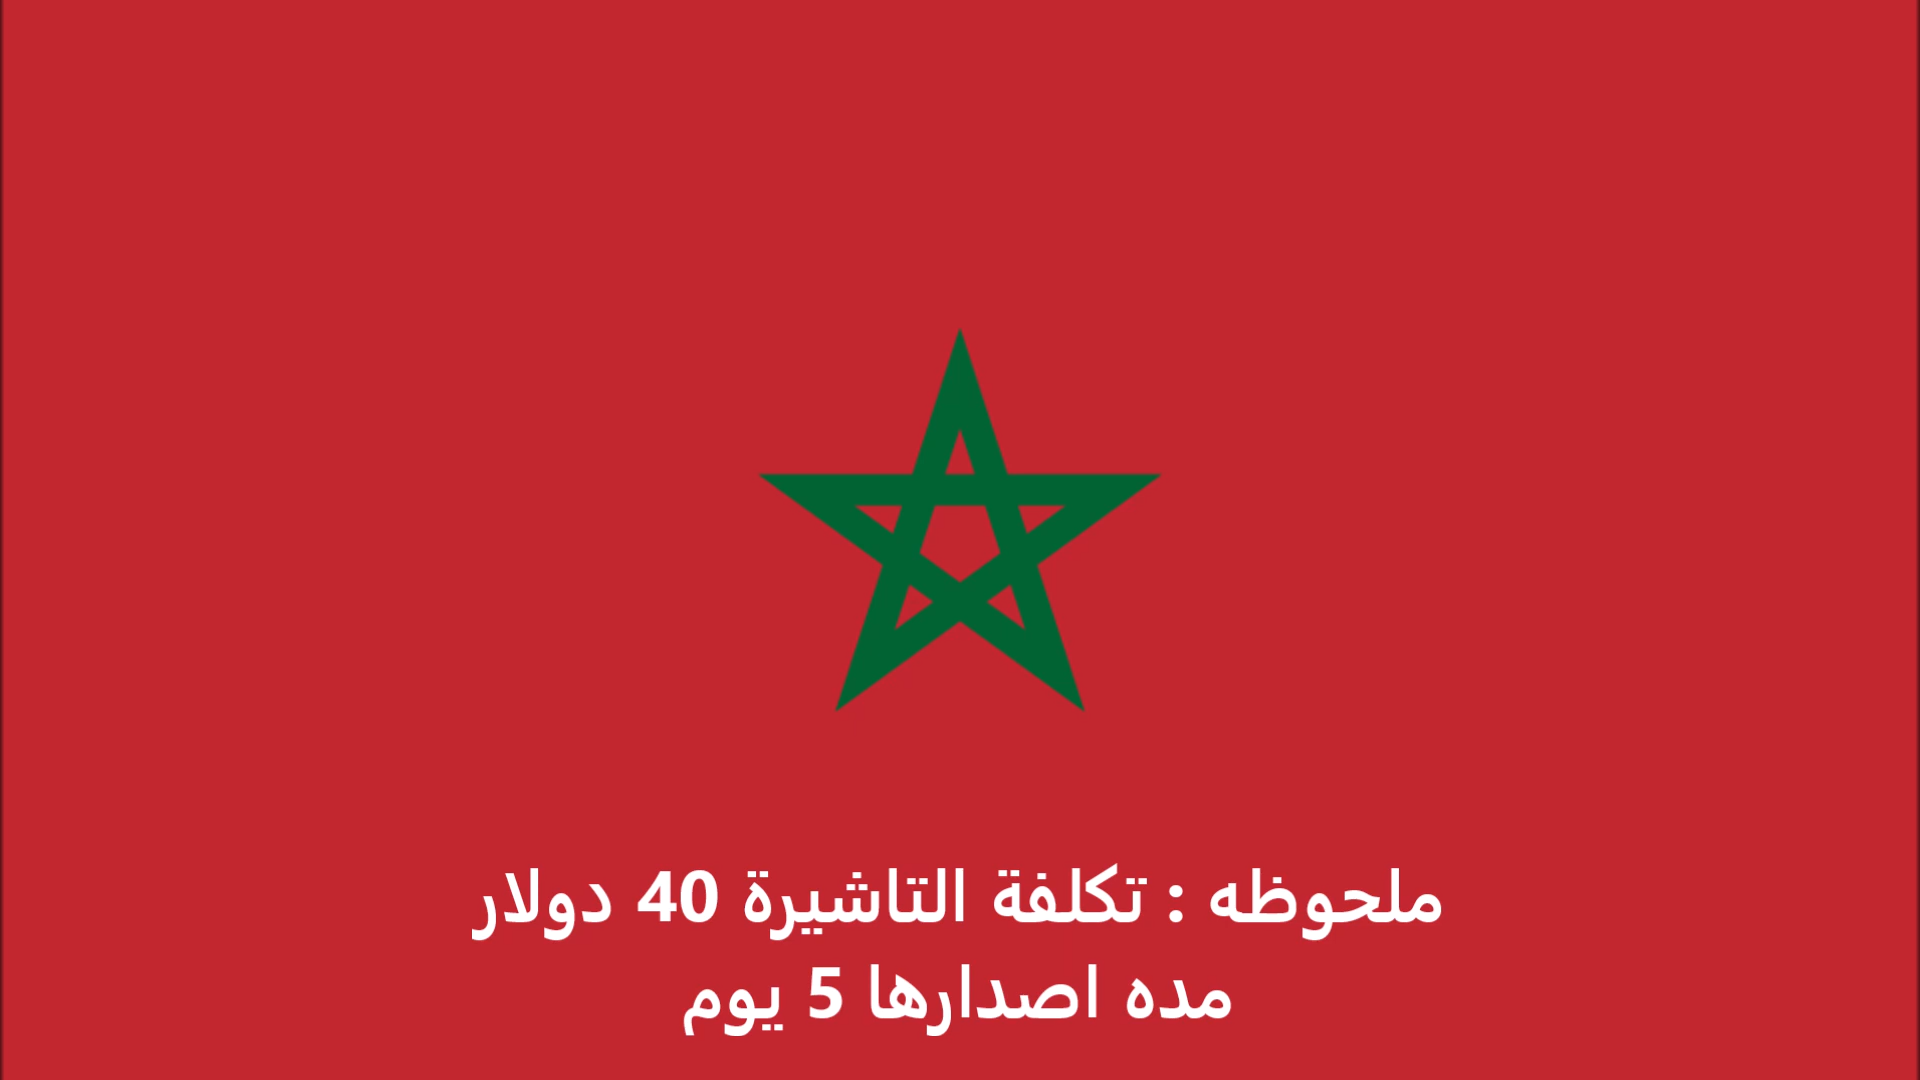 ملحوظه : تكلفة التاشيرة 40 دولار
مده اصدارها 5 يوم